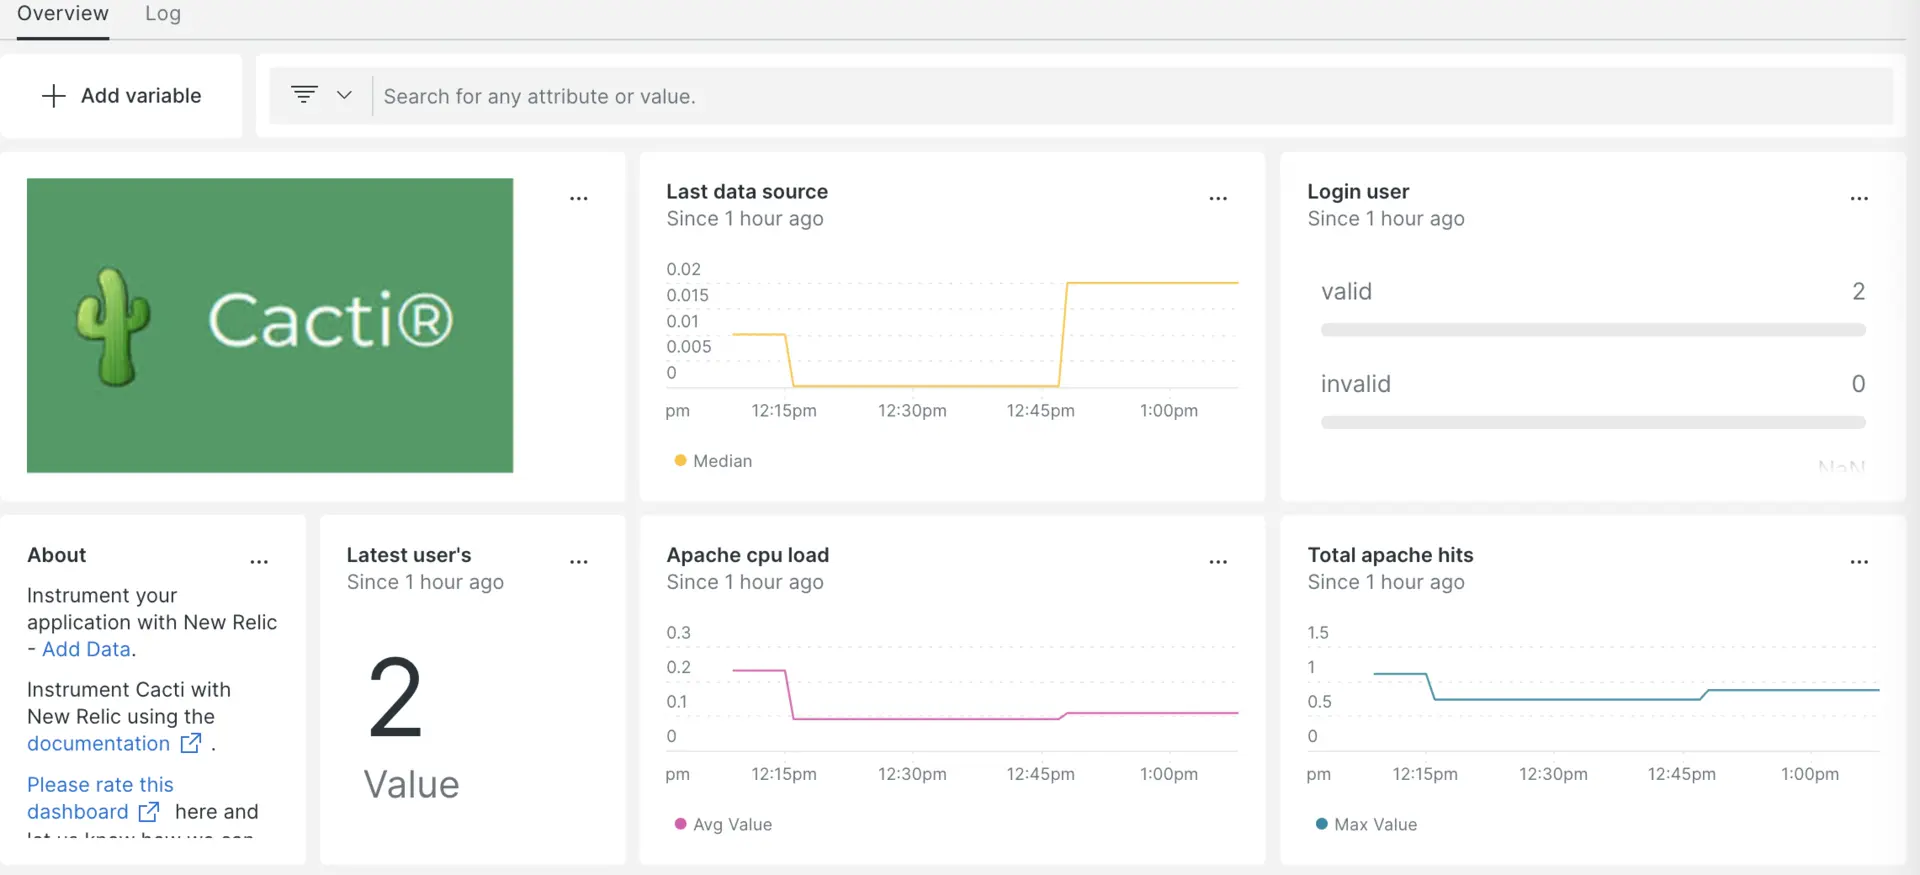 Overview
Log
Add variable
Search for any attribute or value.
Cacti®
Last data source
Since 1 hour ago
0.02
0.015
0.01
0.005
0
pm
12:15pm
12:30pm
12:45pm
1:00pm
Median
Login user
Since 1 hour ago
valid
2
invalid
0
NaN
About
Instrument your
application with New Relic
- Add Data.
Instrument Cacti with
New Relic using the
documentation .
Please rate this
dashboard here and
let us know how we can
Latest user's
Since 1 hour ago
2
Value
Apache cpu load
Since 1 hour ago
0.3
0.2
0.1
0
pm
12:15pm
12:30pm
12:45pm
1:00pm
Avg Value
Total apache hits
Since 1 hour ago
1.5
1
0.5
0
pm
12:15pm
12:30pm
12:45pm
1:00pm
Max Value